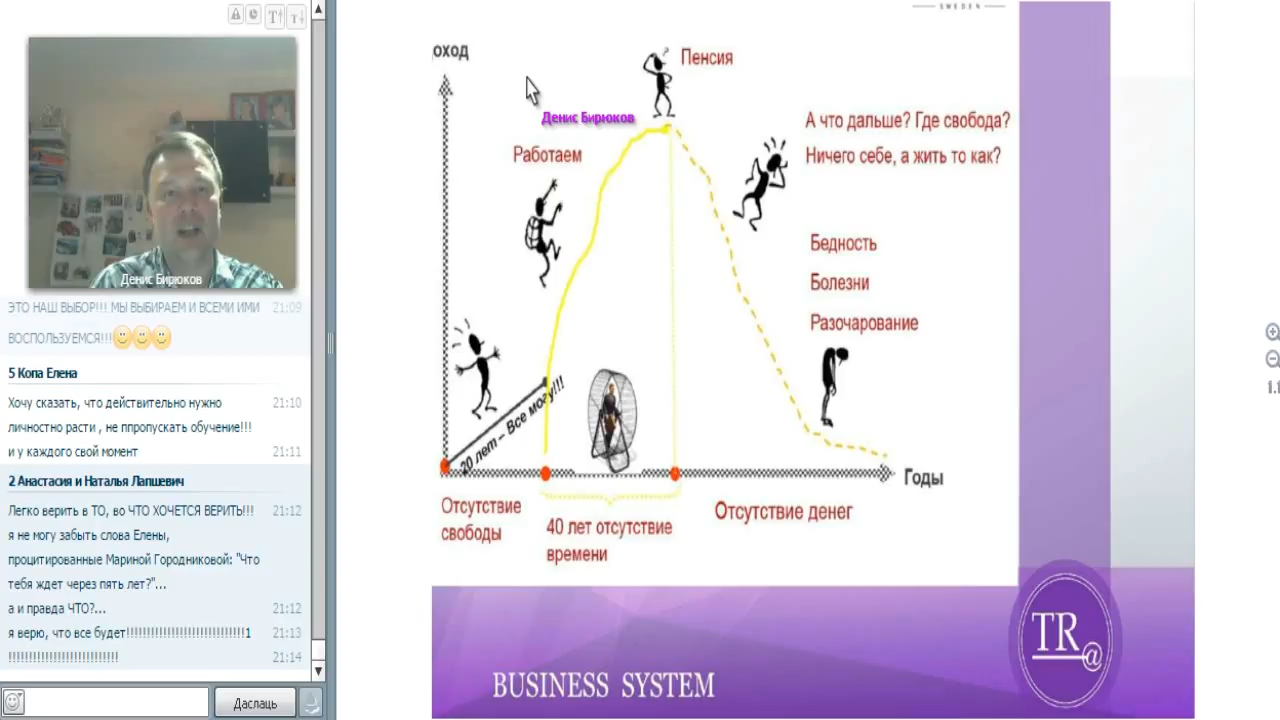 Денис Бирюков
ЭТО НАШ ВЫБОР!!! МЫ ВЫБИРАЕМ И ВСЕМИ ИМИ 21:09
ВОСПОЛЬЗУЕМСЯ!!!
5 Копа Елена
Хочу сказать, что действительно нужно 21:10
личностно расти , не ппропускать обучение!!!
и у каждого свой момент 21:11
2 Анастасия и Наталья Лапшевич
Легко верить в ТО, во ЧТО ХОЧЕТСЯ ВЕРИТЬ!!! 21:12
я не могу забыть слова Елены,
процитированные Мариной Городниковой: "Что
тебя ждет через пять лет?"...
а и правда ЧТО?... 21:12
я верю, что все будет!!!!!!!!!!!!!!!!!!!!!!!!!!!!!1 21:13
!!!!!!!!!!!!!!!!!!!!!!!!!!! 21:14
Даслаць
SWEDEN
оход
Пенсия
Денис Бирюков
А что дальше? Где свобода?
Ничего себе, а жить то как?
Работаем
Бедность
Болезни
Разочарование
20 лет – Все могу!!!
Годы
Отсутствие
свободы
40 лет отсутствие
времени
Отсутствие денег
BUSINESS SYSTEM
TR@
1.1